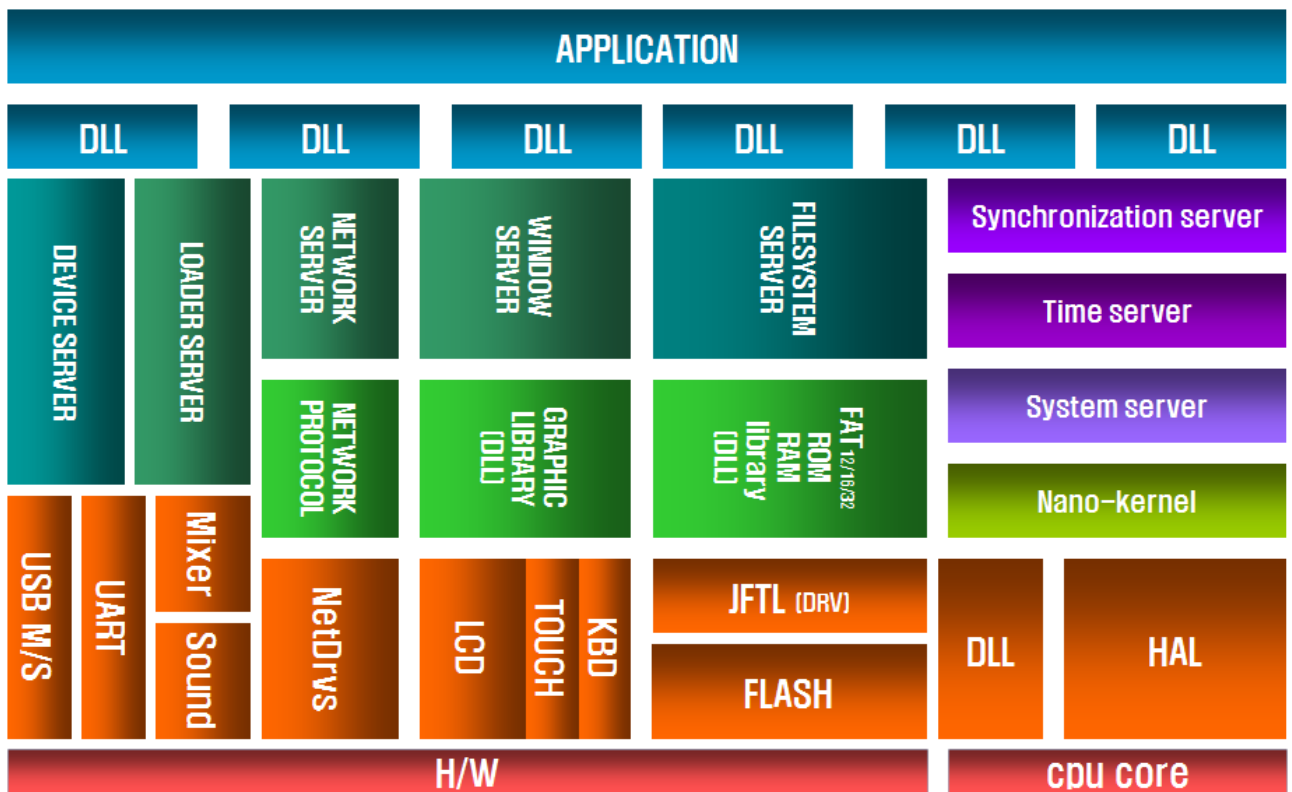 APPLICATION
DLL
DLL
DLL
DLL
DLL
DLL
DEVICE SERVER
LOADER SERVER
NETWORK
SERVER
WINDOW
SERVER
FILESYSTEM
SERVER
Synchronization server
Time server
System server
Nano-kernel
NETWORK
PROTOCOL
GRAPHIC
LIBRARY
(DLL)
FAT 12/16/32
ROM
RAM
library
(DLL)
USB M/S
UART
Mixer
Sound
NetDrvs
LCD
TOUCH
KBD
JFTL (DRV)
FLASH
DLL
HAL
H/W
cpu core